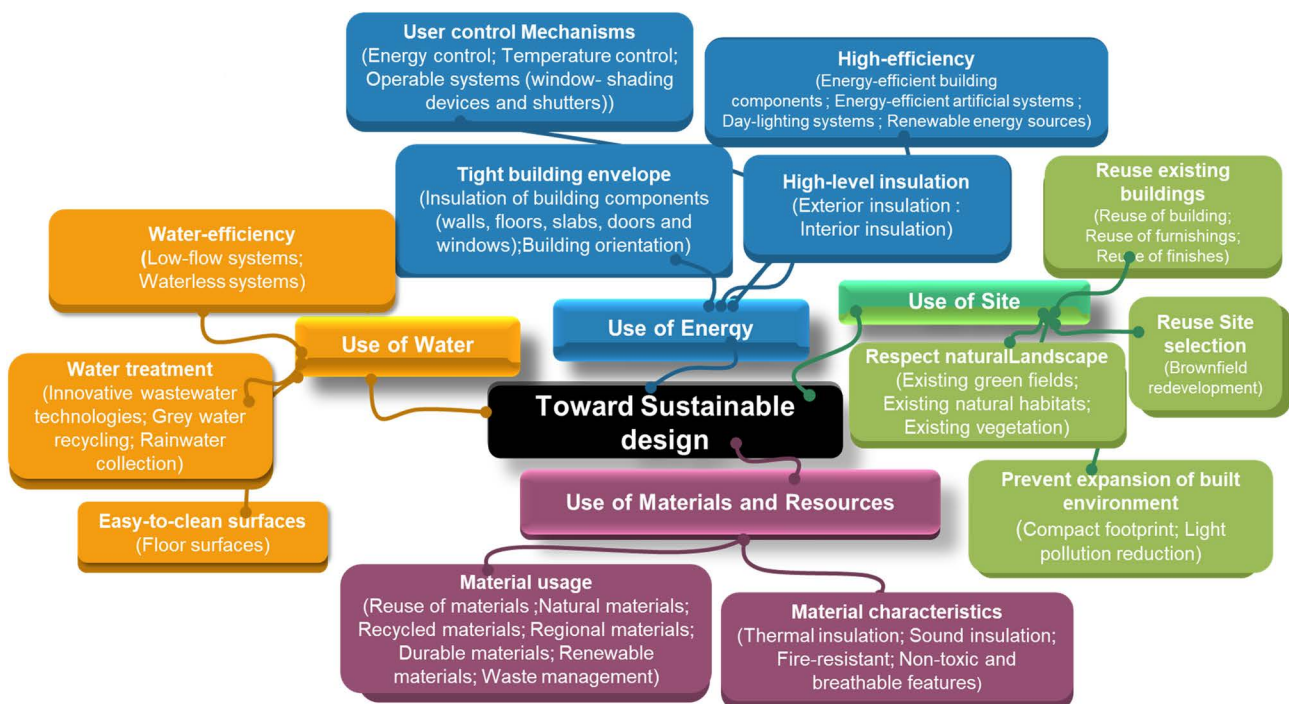 User control Mechanisms
(Energy control; Temperature control;
Operable systems (window- shading
devices and shutters))
High-efficiency
(Energy-efficient building
components ; Energy-efficient artificial systems ;
Day-lighting systems ; Renewable energy sources)
Tight building envelope
(Insulation of building components
(walls, floors, slabs, doors and
windows);Building orientation)
High-level insulation
(Exterior insulation :
Interior insulation)
Reuse existing
buildings
(Reuse of building;
Reuse of furnishings;
Reuse of finishes)
Water-efficiency
(Low-flow systems;
Waterless systems)
Use of Water
Use of Energy
Use of Site
Reuse Site
selection
(Brownfield
redevelopment)
Water treatment
(Innovative wastewater
technologies; Grey water
recycling; Rainwater
collection)
Respect naturalLandscape
(Existing green fields;
Existing natural habitats;
Existing vegetation)
Toward Sustainable
design
Easy-to-clean surfaces
(Floor surfaces)
Use of Materials and Resources
Prevent expansion of built
environment
(Compact footprint; Light
pollution reduction)
Material usage
(Reuse of materials ;Natural materials;
Recycled materials; Regional materials;
Durable materials; Renewable
materials; Waste management)
Material characteristics
(Thermal insulation; Sound insulation;
Fire-resistant; Non-toxic and
breathable features)